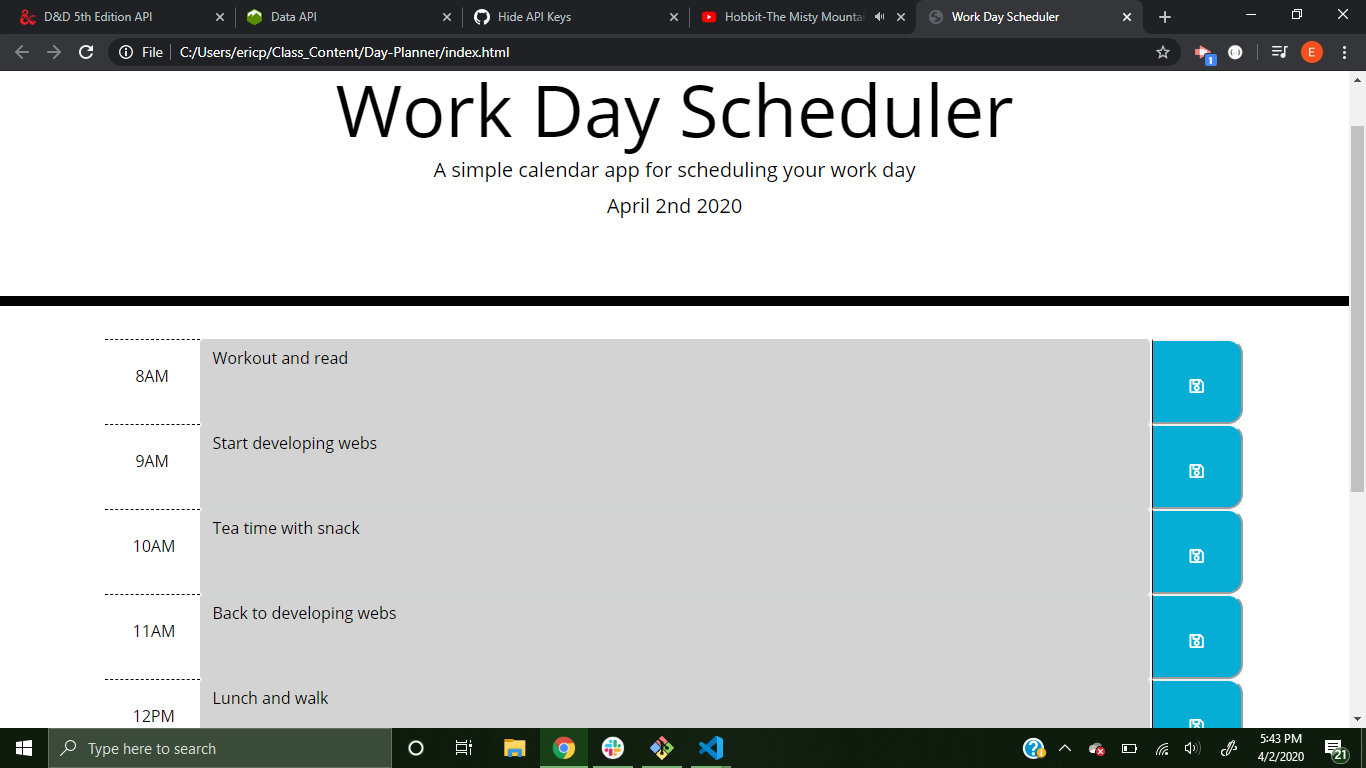 D&D 5th Edition API
Data API
Hide API Keys
Hobbit-The Misty Mountai
Work Day Scheduler
File
C:/Users/ericp/Class_Content/Day-Planner/index.html
1
E
Work Day Scheduler
A simple calendar app for scheduling your work day
April 2nd 2020
8AM
Workout and read
9AM
Start developing webs
10AM
Tea time with snack
11AM
Back to developing webs
12PM
Lunch and walk
Type here to search
5:43 PM
4/2/2020
21